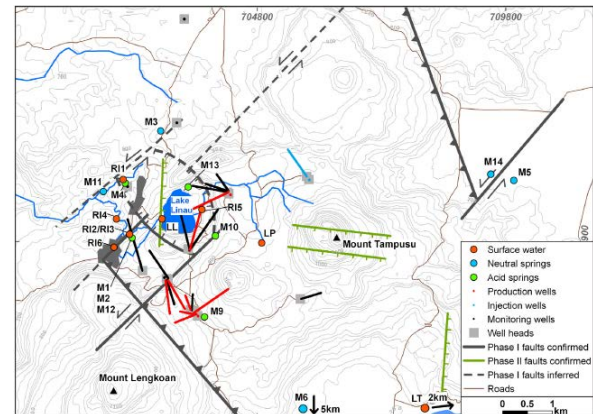 704800
709800
M3
M13
RI1
M11
M4
Lake
Linau
M14
M5
RI4
RI5
RI2/RI3
LL
M10
LP
RI6
Mount Tampusu
900
M1
M2
M12
M9
Mount Lengkoan
M6
5km
LT
2km
Surface water
Neutral springs
Acid springs
Production wells
Injection wells
Monitoring wells
Well heads
Phase I faults confirmed
Phase II faults confirmed
Phase I faults inferred
Roads
0
0.5
1
km